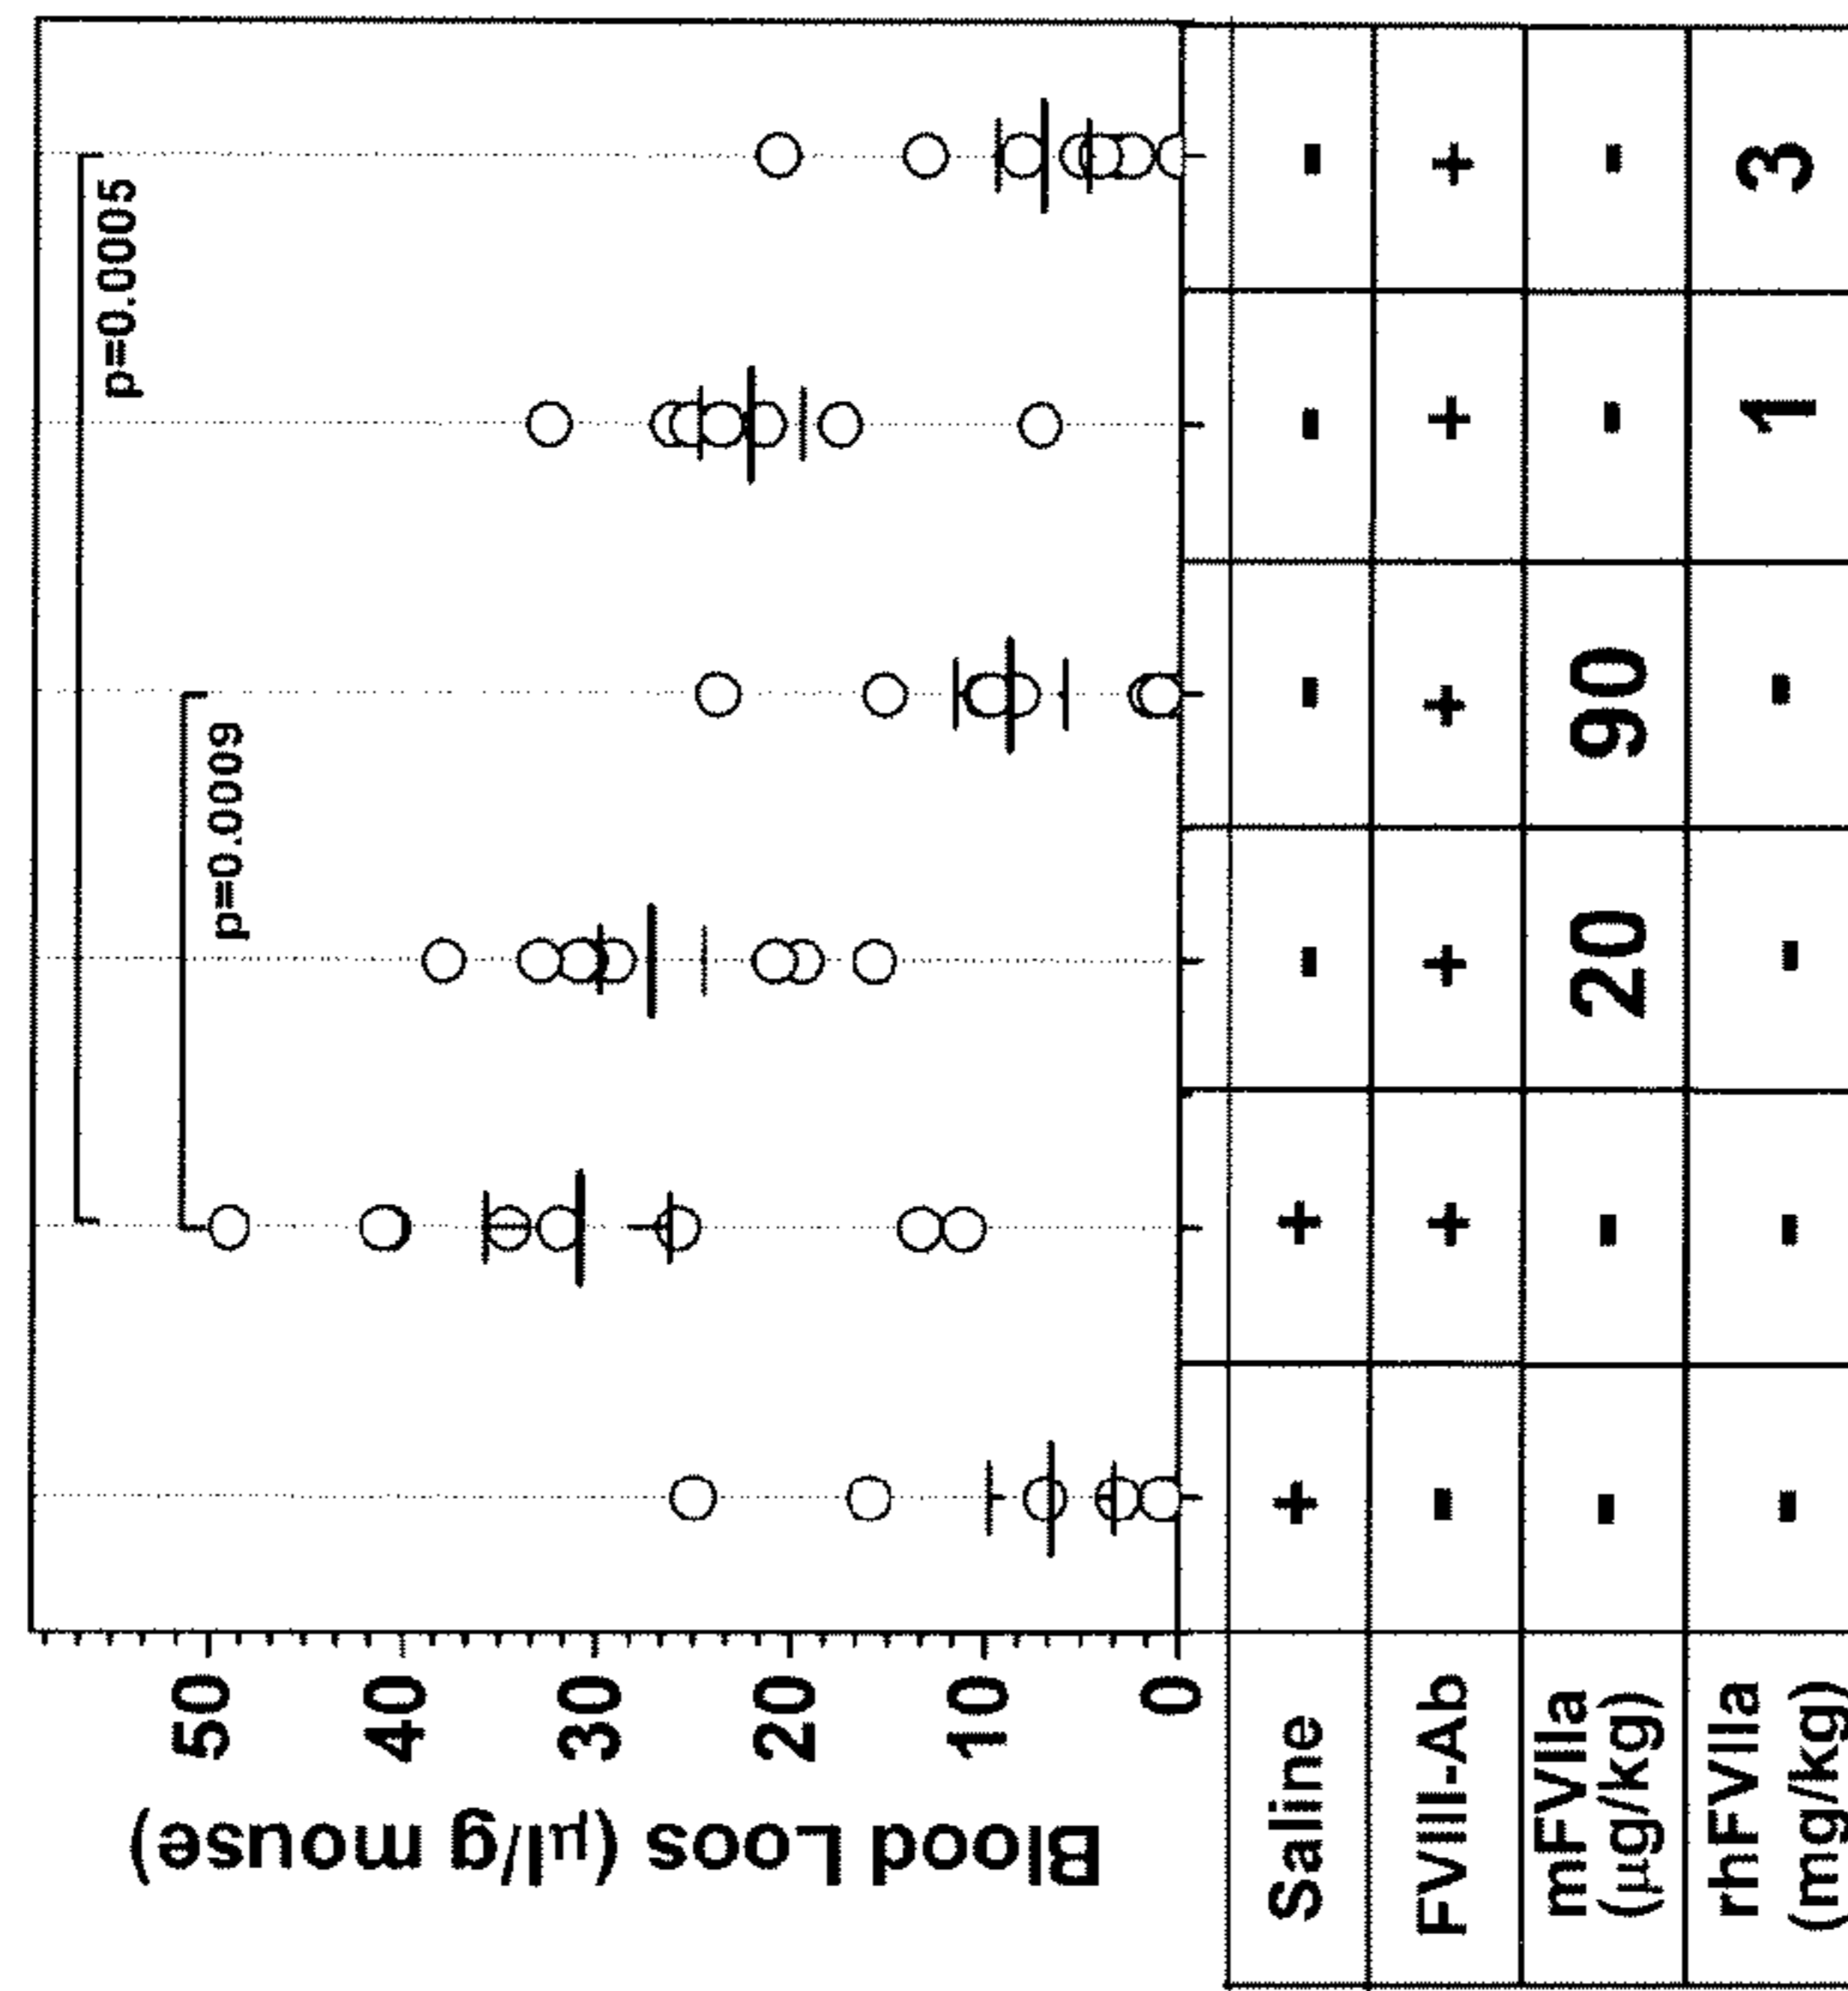 p=0.0005
p=0.0009
50
40
30
20
10
0
Blood Loos (µl/g mouse)
Saline + + - - - -
FVIII-Ab - + + + + +
mFVIIa (µg/kg) - - 20 90 - -
rhFVIIa (mg/kg) - - - - 1 3